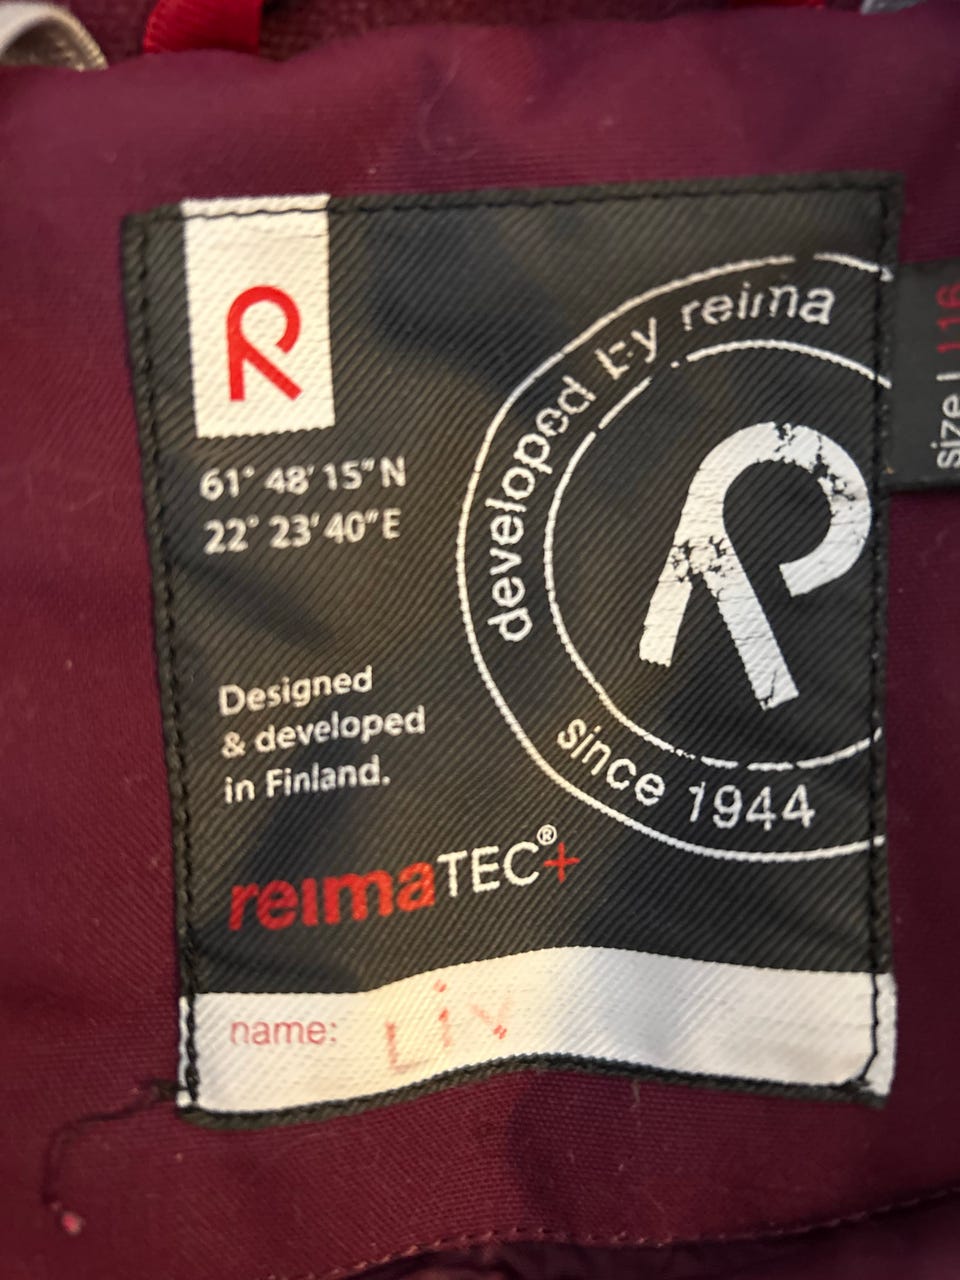 61° 48' 15" N
22° 23' 40" E
developed by reima
since 1944
Designed
& developed
in Finland.
reimaTEC®+
name: Liv
size | 116